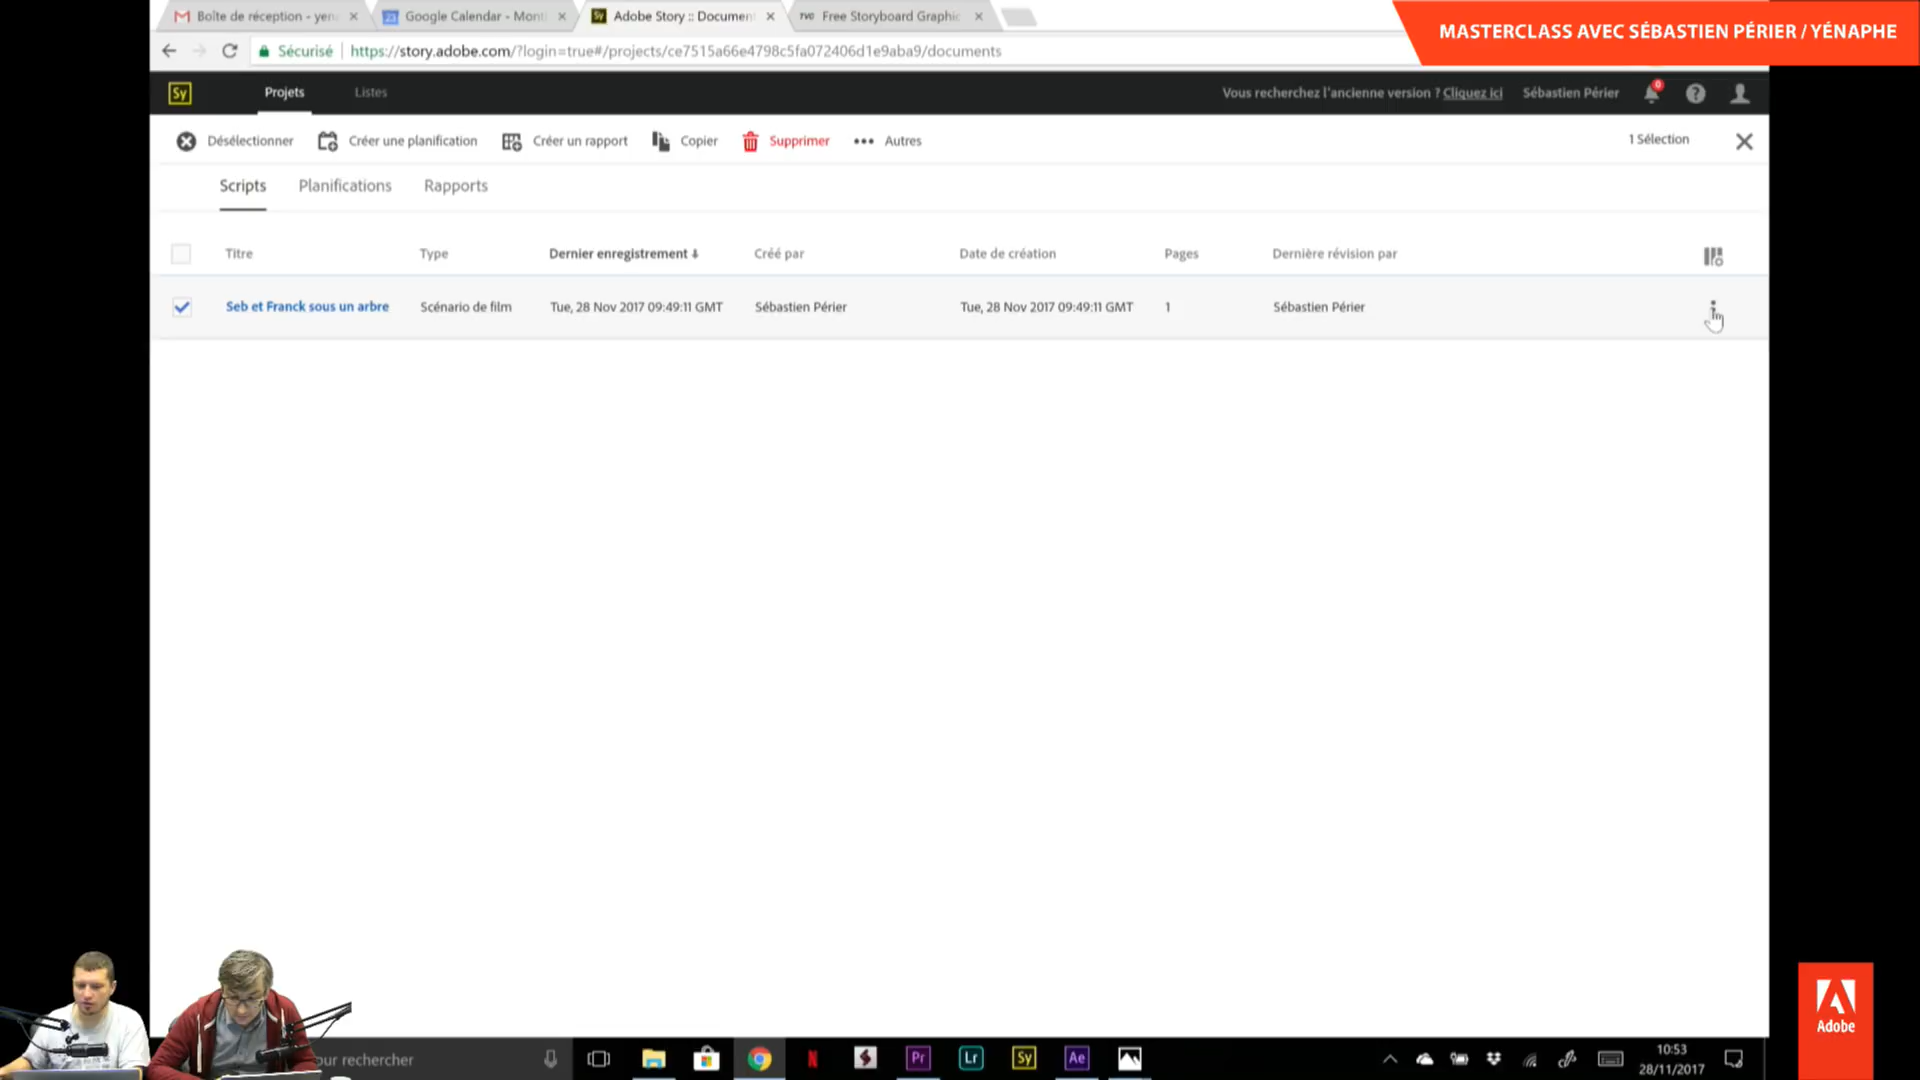 Boîte de réception - yena
Google Calendar - Mont
Adobe Story :: Documen
Free Storyboard Graphic
MASTERCLASS AVEC SÉBASTIEN PÉRIER / YÉNAPHE
Sécurisé
https://story.adobe.com/?login=true#/projects/ce7515a66e4798c5fa072406d1e9aba9/documents
Sy
Projets
Listes
Vous recherchez l'ancienne version ? Cliquez ici
Sébastien Périer
0
Désélectionner
Créer une planification
Créer un rapport
Copier
Supprimer
Autres
1 Sélection
Scripts
Planifications
Rapports
Titre
Type
Dernier enregistrement
Créé par
Date de création
Pages
Dernière révision par
Seb et Franck sous un arbre
Scénario de film
Tue, 28 Nov 2017 09:49:11 GMT
Sébastien Périer
Tue, 28 Nov 2017 09:49:11 GMT
1
Sébastien Périer
Adobe
our rechercher
Pr
Lr
Sy
Ae
10:53
28/11/2017